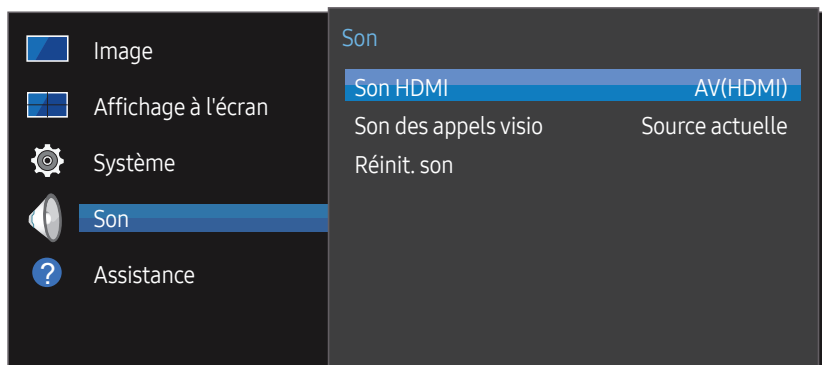 Image
Affichage à l'écran
Système
Son
Assistance
Son
Son HDMI AV(HDMI)
Son des appels visio Source actuelle
Réinit. son